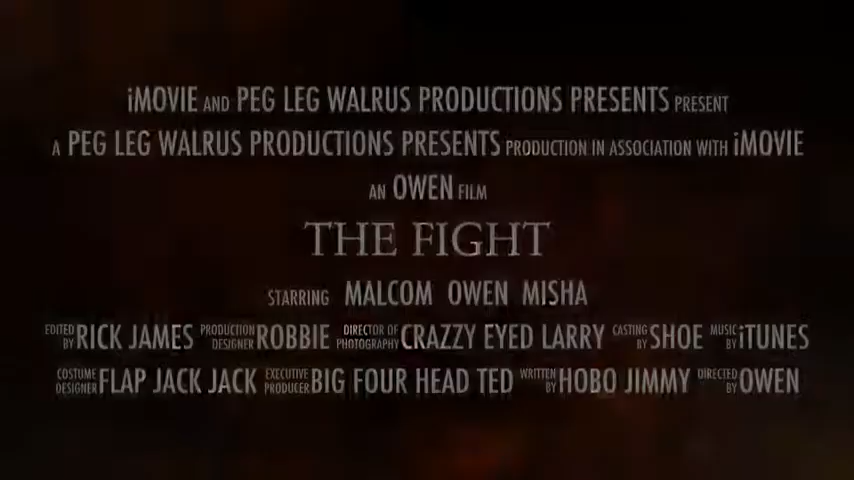 iMOVIE AND PEG LEG WALRUS PRODUCTIONS PRESENTS PRESENT
A PEG LEG WALRUS PRODUCTIONS PRESENTS PRODUCTION IN ASSOCIATION WITH iMOVIE
AN OWEN FILM
THE FIGHT
STARRING MALCOM OWEN MISHA
EDITED BY RICK JAMES PRODUCTION DESIGNER ROBBIE DIRECTOR OF PHOTOGRAPHY CRAZZY EYED LARRY CASTING BY SHOE MUSIC BY iTUNES
COSTUME DESIGNER FLAP JACK JACK EXECUTIVE PRODUCER BIG FOUR HEAD TED WRITTEN BY HOBO JIMMY DIRECTED BY OWEN